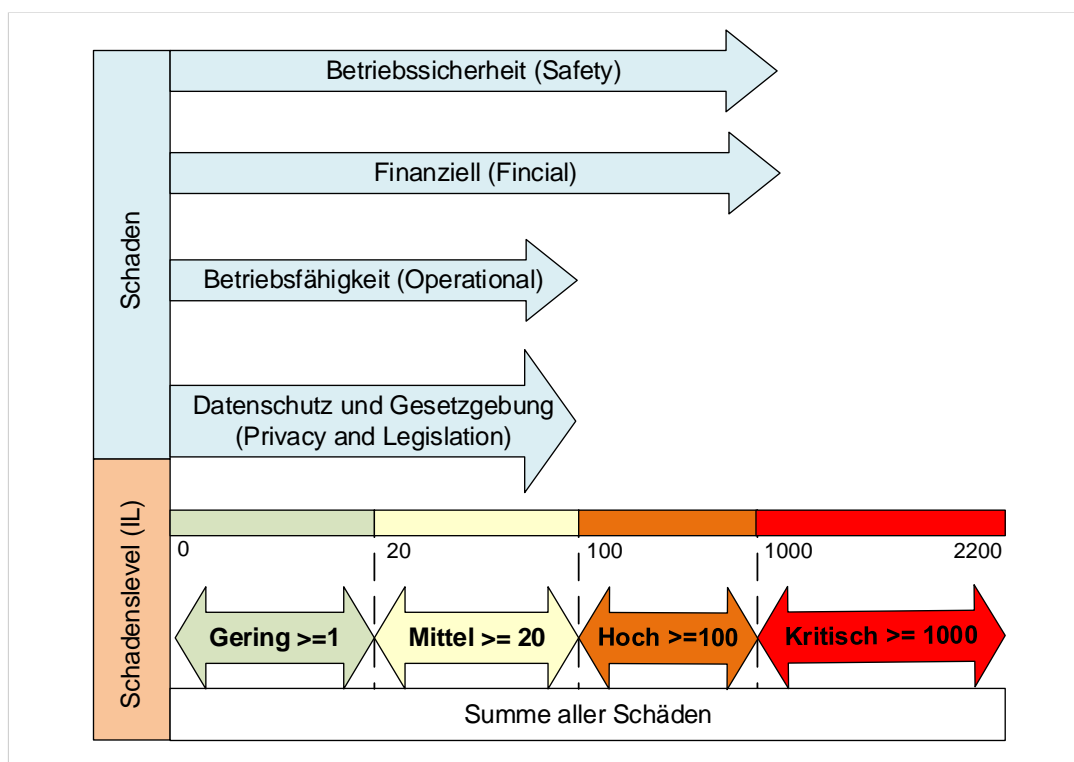 Schaden
Betriebssicherheit (Safety)
Finanziell (Fincial)
Betriebsfähigkeit (Operational)
Datenschutz und Gesetzgebung
(Privacy and Legislation)
Schadenslevel (IL)
0 20 100 1000 2200
Gering >=1 Mittel >= 20 Hoch >=100 Kritisch >= 1000
Summe aller Schäden